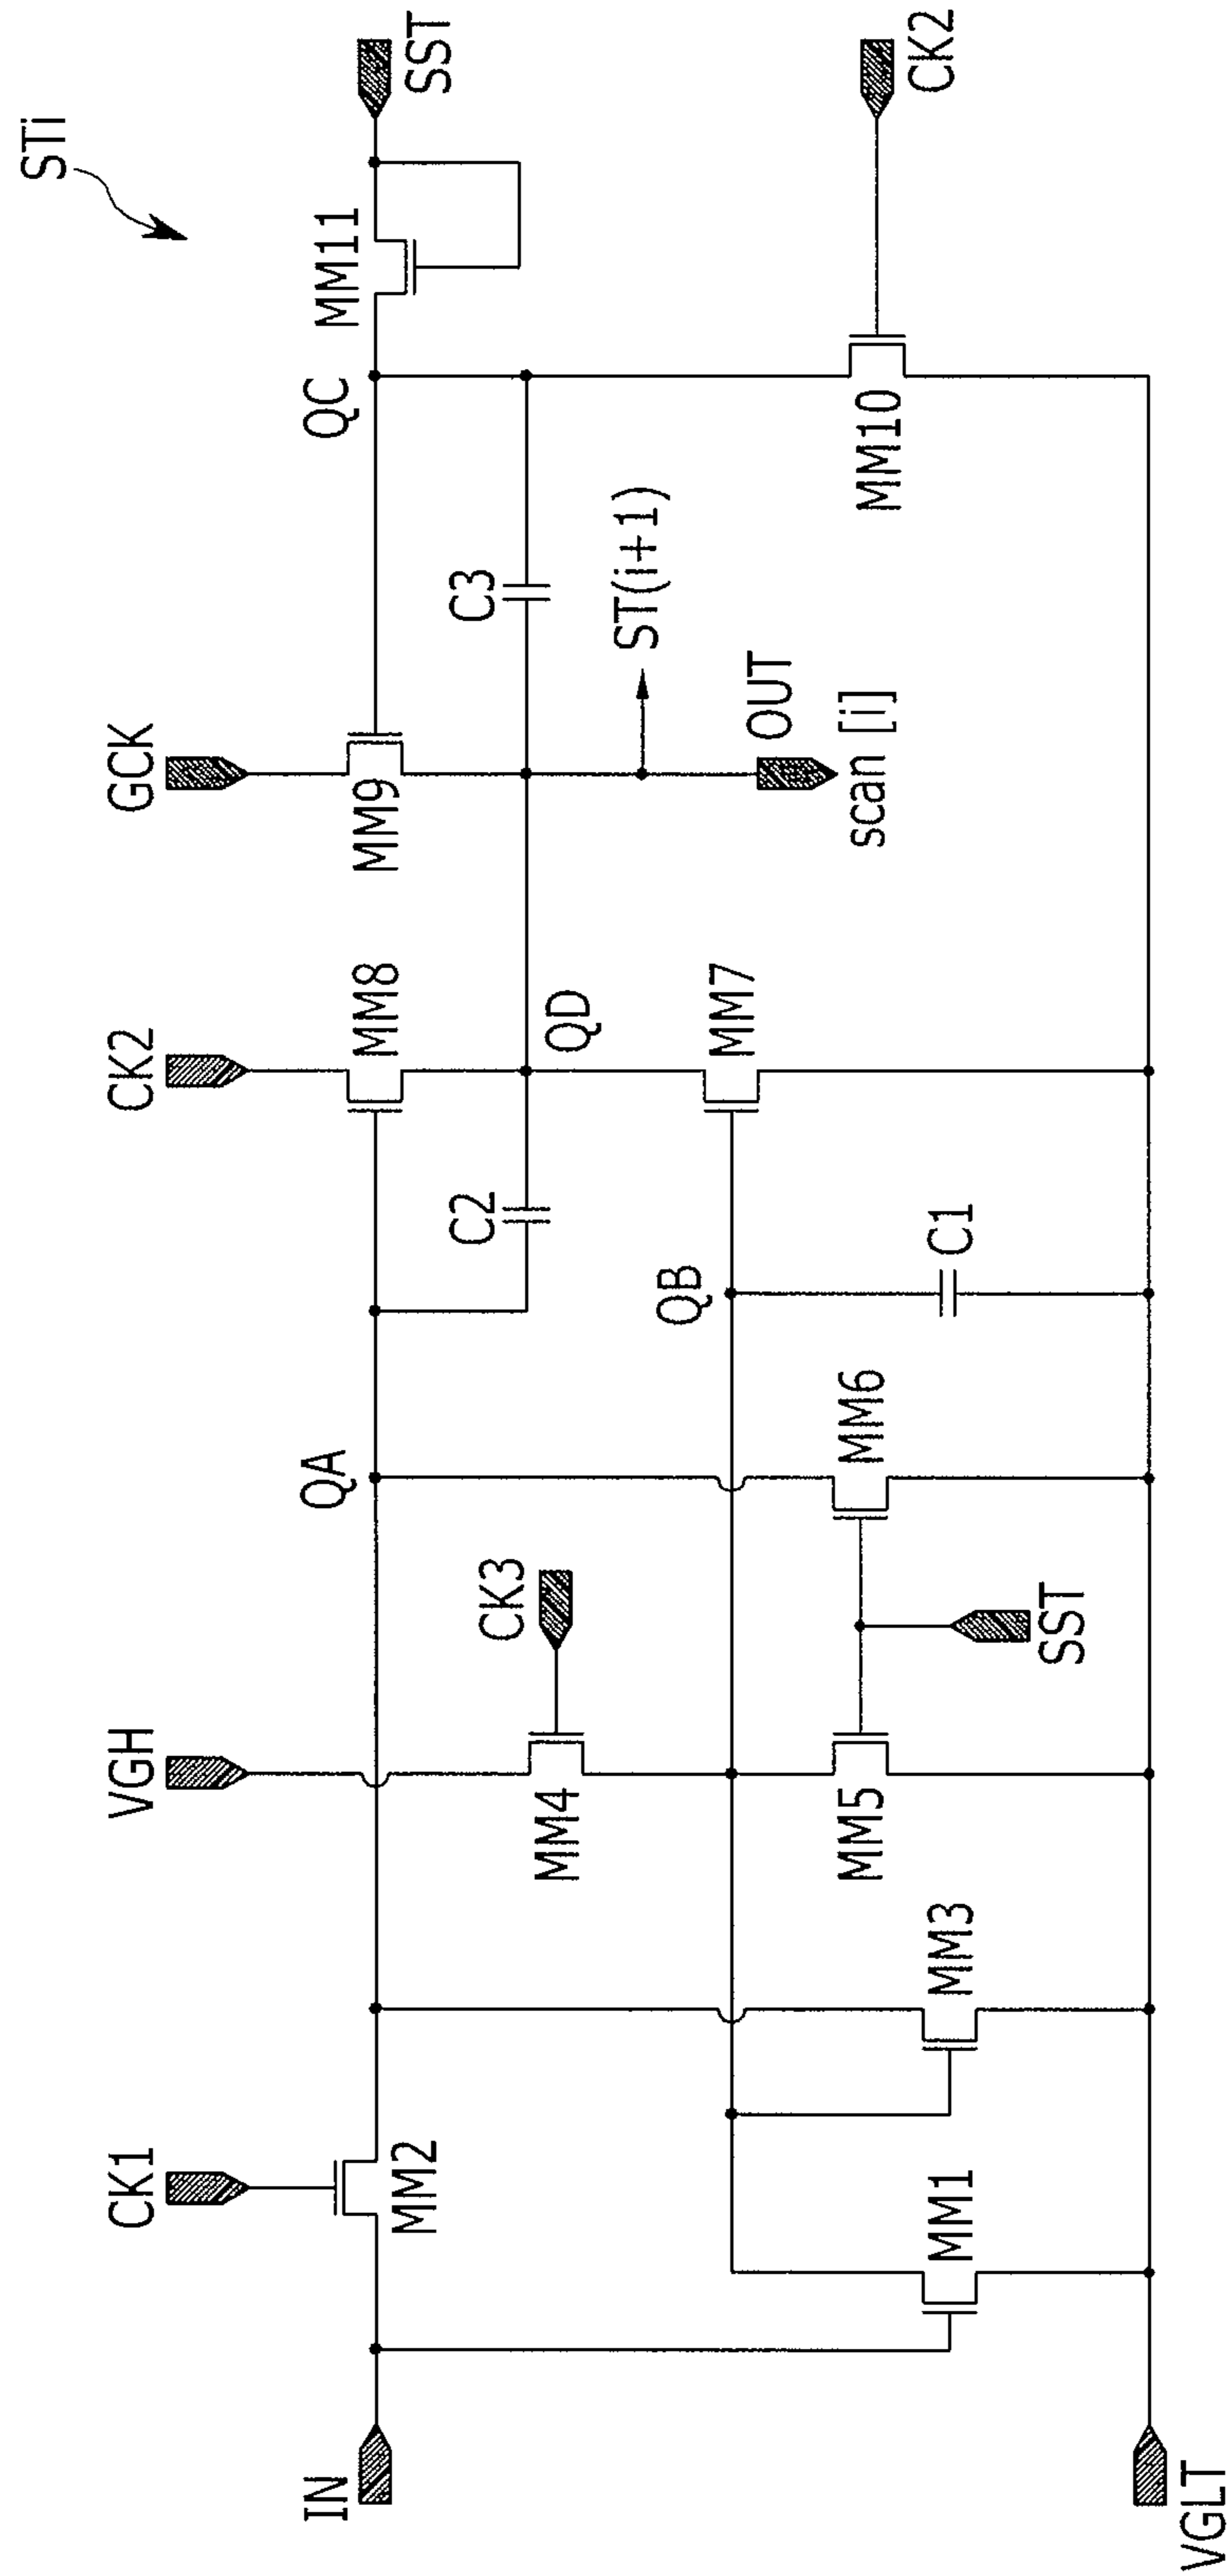 STi
CK1
VGH
CK2
GCK
IN
MM2
QA
MM8
MM9
QC
MM11
SST
CK3
C2
C3
MM4
QD
ST(i+1)
QB
MM7
OUT
scan [i]
MM5
MM6
MM10
CK2
MM1
MM3
C1
SST
VGLT